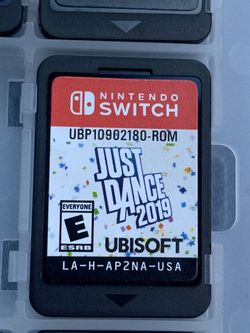 NINTENDO
SWITCH
UBP10902180-ROM
JUST
DANCE
2019
EVERYONE
E
ESRB
UBISOFT
LA-H-AP2NA-USA